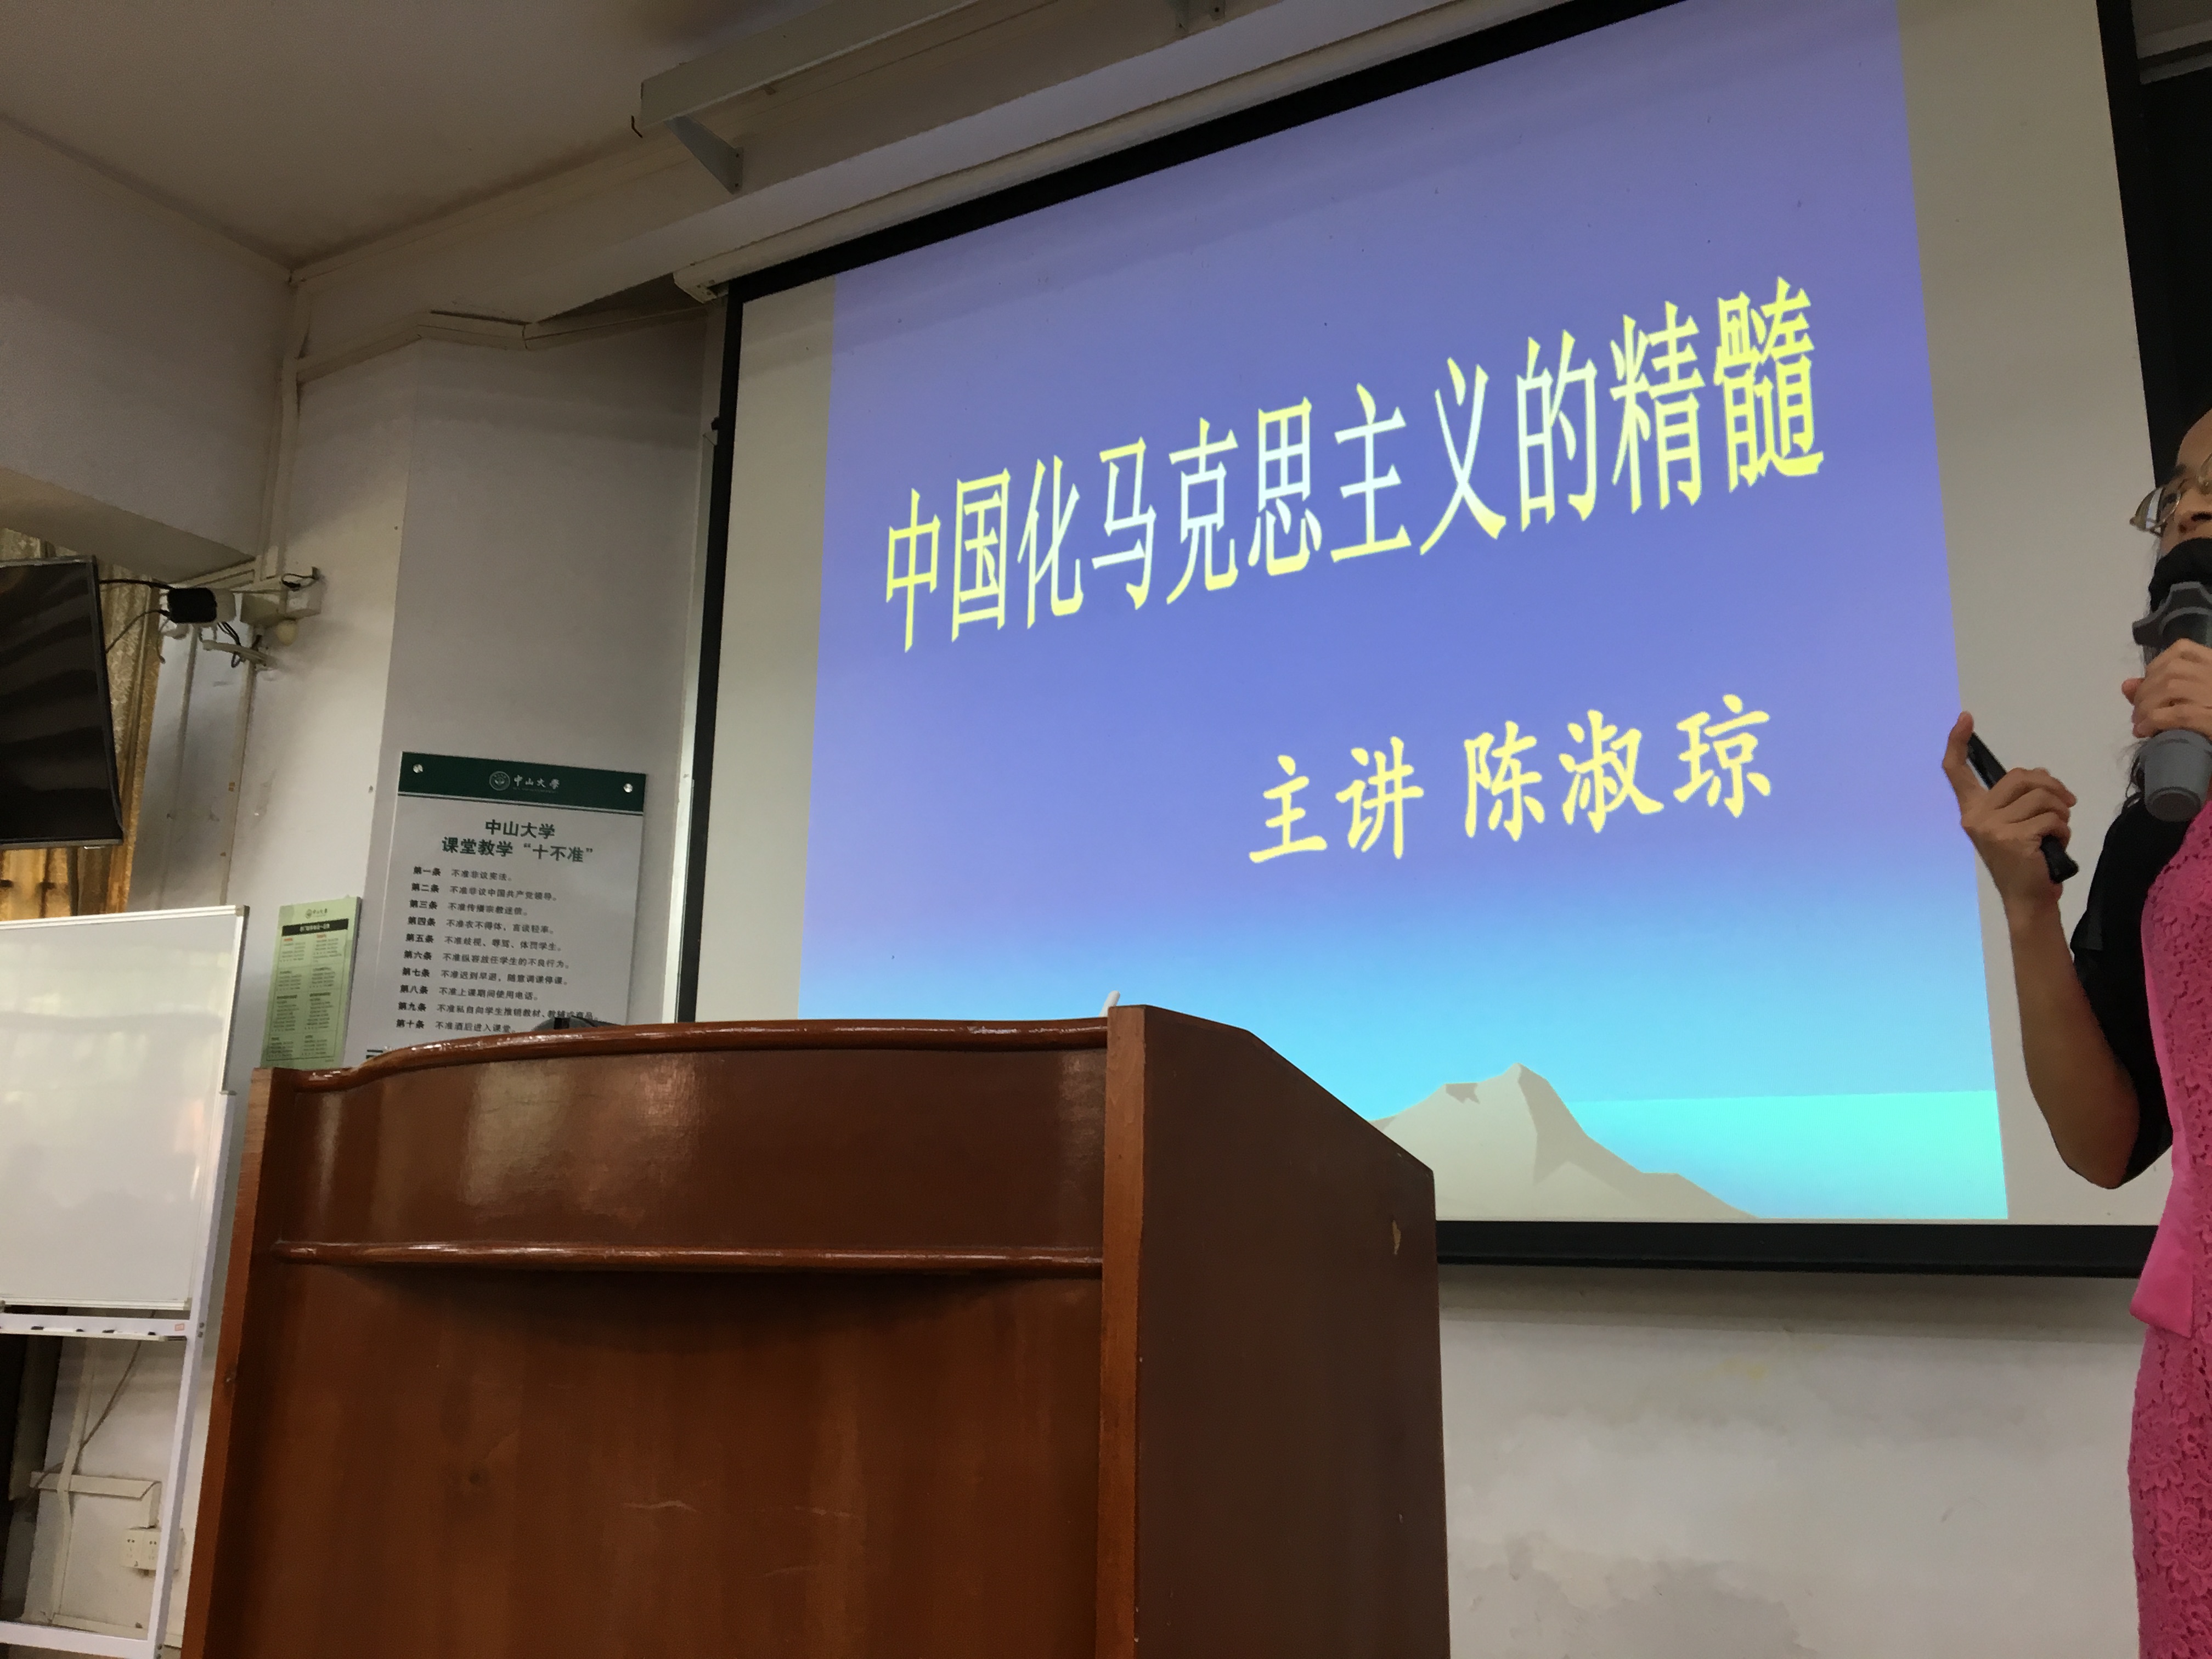 中国化马克思主义的精髓
主讲 陈淑琼
中山大學
中山大学
课堂教学“十不准”
第一条 不准非议宪法。
第二条 不准非议中国共产党领导。
第三条 不准传播宗教迷信。
第四条 不准衣不得体,言谈轻率。
第五条 不准歧视、辱骂、体罚学生。
第六条 不准纵容放任学生的不良行为。
第七条 不准迟到早退,随意调课停课。
第八条 不准上课期间使用电话。
第九条 不准私自向学生推销教材、教辅或商品。
第十条 不准酒后进入课堂。
中山大學